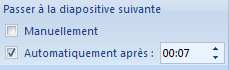 Passer à la diapositive suivante
Manuellement
Automatiquement après : 00:07